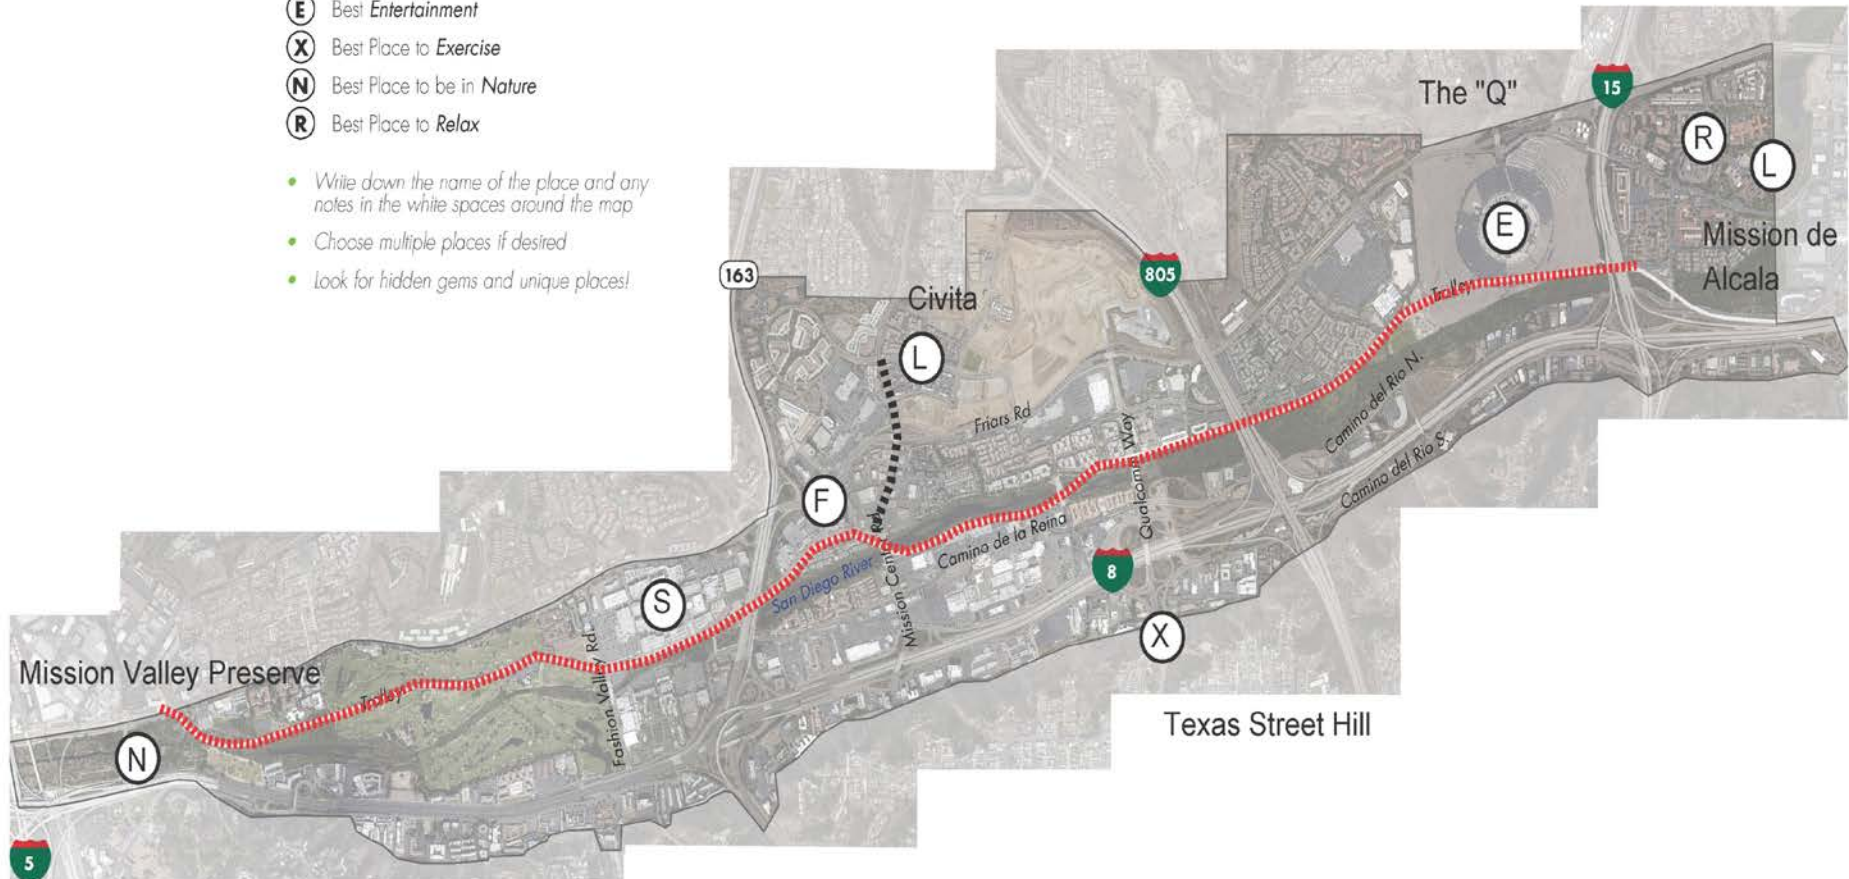 E Best Entertainment
X Best Place to Exercise
N Best Place to be in Nature
R Best Place to Relax
• Write down the name of the place and any
notes in the white spaces around the map
• Choose multiple places if desired
• Look for hidden gems and unique places!
The "Q"
15
R
L
E
Mission de
Alcala
163
805
Civita
L
Trolley
Camino del Rio N.
Friars Rd
Qualcomm Way
Camino del Rio S.
F
Camino de la Reina
San Diego River
Mission Center Rd
8
S
X
Fashion Valley Rd.
Mission Valley Preserve
Trolley
Texas Street Hill
N
5